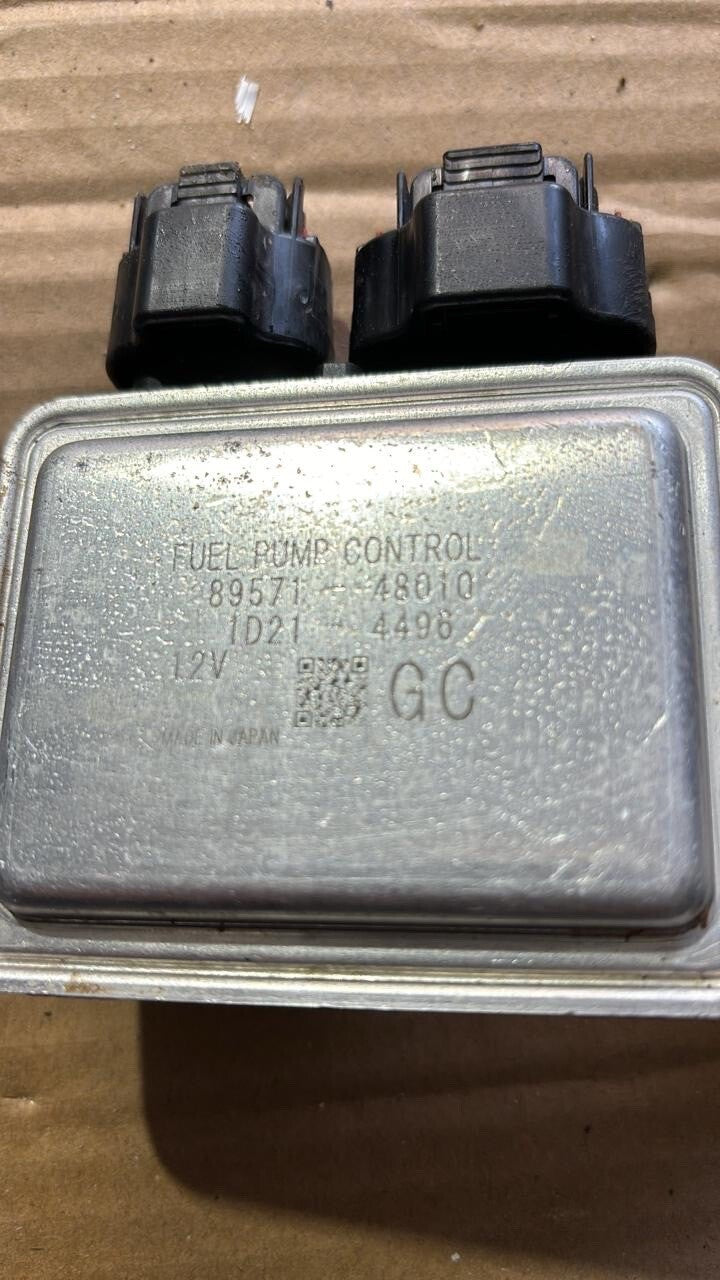 FUEL PUMP CONTROL
89571-48010
1D21-4496
12V
GC
MADE IN JAPAN